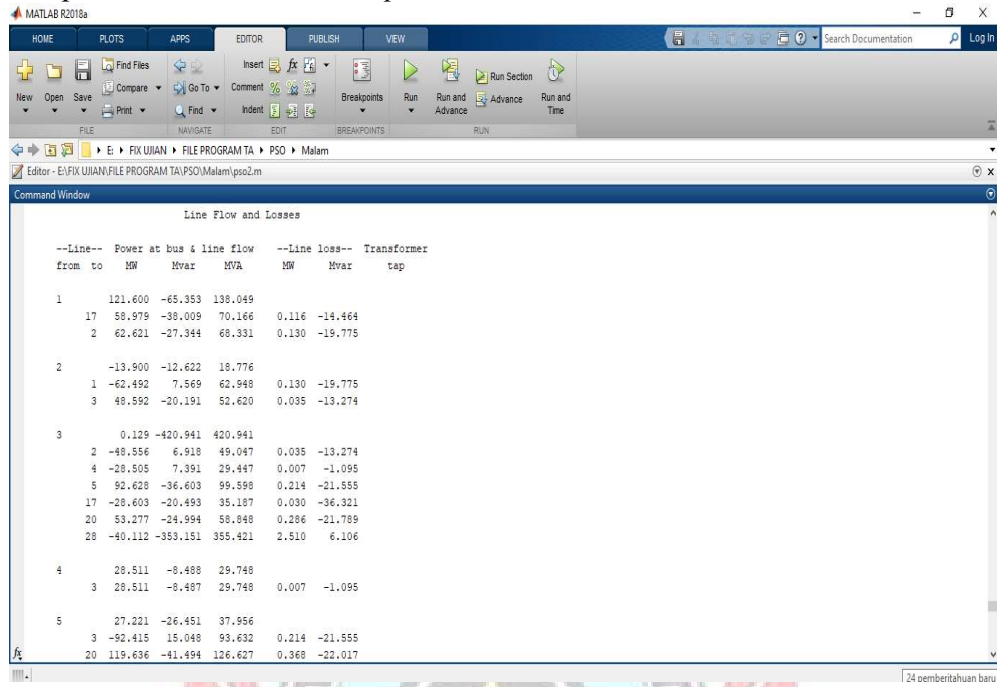 MATLAB R2018a
HOME PLOTS APPS EDITOR PUBLISH VIEW Search Documentation Log In
New Open Save Find Files Compare Print Go To Find Insert fx Comment % Indent Breakpoints Run Run and Advance Run Section Advance Run and Time
FILE NAVIGATE EDIT BREAKPOINTS RUN
E: FIX UJIAN FILE PROGRAM TA PSO Malam
Editor - E:\FIX UJIAN\FILE PROGRAM TA\PSO\Malam\pso2.m
Command Window
Line Flow and Losses
--Line-- Power at bus & line flow --Line loss-- Transformer
from to MW Mvar MVA MW Mvar tap
1 121.600 -65.353 138.049
17 58.979 -38.009 70.166 0.116 -14.464
2 62.621 -27.344 68.331 0.130 -19.775
2 -13.900 -12.622 18.776
1 -62.492 7.569 62.948 0.130 -19.775
3 48.592 -20.191 52.620 0.035 -13.274
3 0.129 -420.941 420.941
2 -48.556 6.918 49.047 0.035 -13.274
4 -28.505 7.391 29.447 0.007 -1.095
5 92.628 -36.603 99.598 0.214 -21.555
17 -28.603 -20.493 35.187 0.030 -36.321
20 53.277 -24.994 58.848 0.286 -21.789
28 -40.112 -353.151 355.421 2.510 6.106
4 28.511 -8.488 29.748
3 28.511 -8.487 29.748 0.007 -1.095
5 27.221 -26.451 37.956
3 -92.415 15.048 93.632 0.214 -21.555
fx 20 119.636 -41.494 126.627 0.368 -22.017
24 pemberitahuan baru